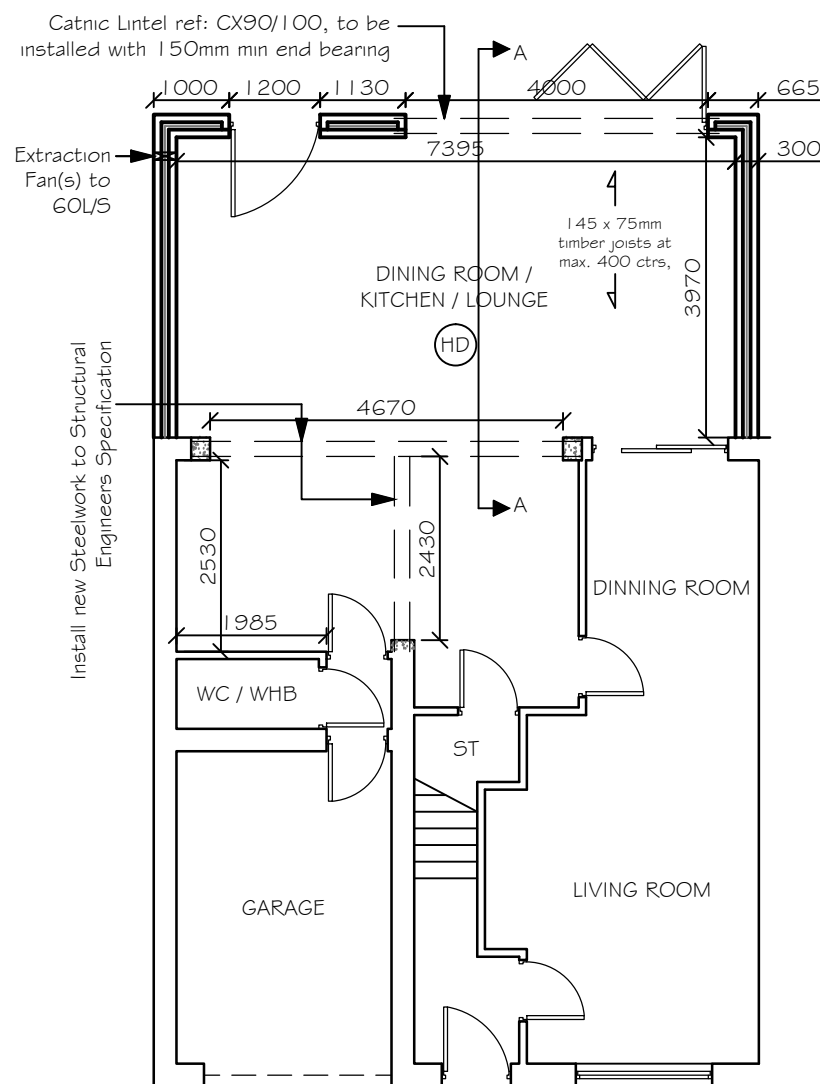 Catnic Lintel ref: CX90/100, to be
installed with 150mm min end bearing
A
1000
1200
1130
4000
665
7395
300
Extraction
Fan(s) to
60L/S
145 x 75mm
timber joists at
max. 400 ctrs,
3970
DINING ROOM /
KITCHEN / LOUNGE
HD
Install new Steelwork to Structural
Engineers Specification
4670
A
2530
2430
1985
DINNING ROOM
WC / WHB
ST
GARAGE
LIVING ROOM